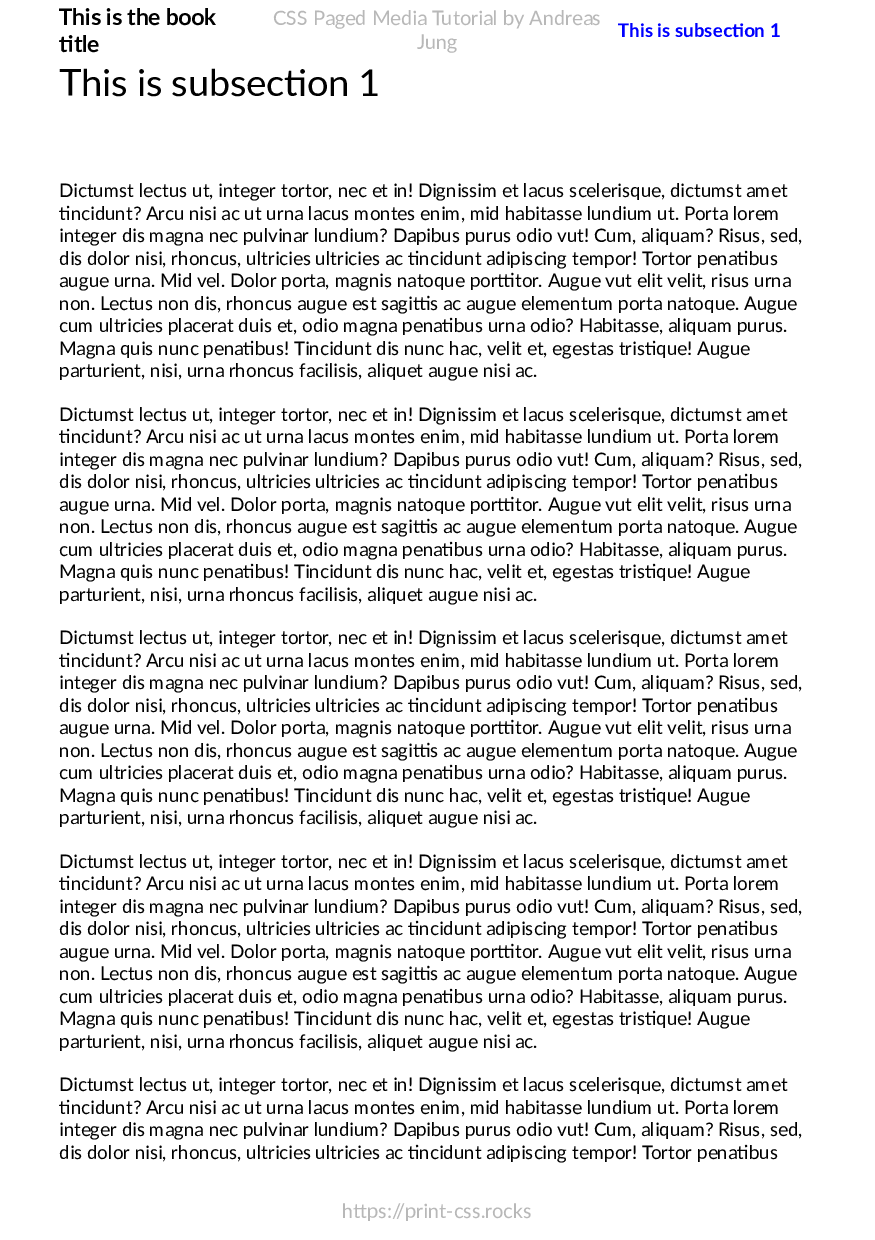 This is the book
title
CSS Paged Media Tutorial by Andreas
Jung
This is subsection 1
This is subsection 1
Dictumst lectus ut, integer tortor, nec et in! Dignissim et lacus scelerisque, dictumst amet
tincidunt? Arcu nisi ac ut urna lacus montes enim, mid habitasse lundium ut. Porta lorem
integer dis magna nec pulvinar lundium? Dapibus purus odio vut! Cum, aliquam? Risus, sed,
dis dolor nisi, rhoncus, ultricies ultricies ac tincidunt adipiscing tempor! Tortor penatibus
augue urna. Mid vel. Dolor porta, magnis natoque porttitor. Augue vut elit velit, risus urna
non. Lectus non dis, rhoncus augue est sagittis ac augue elementum porta natoque. Augue
cum ultricies placerat duis et, odio magna penatibus urna odio? Habitasse, aliquam purus.
Magna quis nunc penatibus! Tincidunt dis nunc hac, velit et, egestas tristique! Augue
parturient, nisi, urna rhoncus facilisis, aliquet augue nisi ac.
Dictumst lectus ut, integer tortor, nec et in! Dignissim et lacus scelerisque, dictumst amet
tincidunt? Arcu nisi ac ut urna lacus montes enim, mid habitasse lundium ut. Porta lorem
integer dis magna nec pulvinar lundium? Dapibus purus odio vut! Cum, aliquam? Risus, sed,
dis dolor nisi, rhoncus, ultricies ultricies ac tincidunt adipiscing tempor! Tortor penatibus
augue urna. Mid vel. Dolor porta, magnis natoque porttitor. Augue vut elit velit, risus urna
non. Lectus non dis, rhoncus augue est sagittis ac augue elementum porta natoque. Augue
cum ultricies placerat duis et, odio magna penatibus urna odio? Habitasse, aliquam purus.
Magna quis nunc penatibus! Tincidunt dis nunc hac, velit et, egestas tristique! Augue
parturient, nisi, urna rhoncus facilisis, aliquet augue nisi ac.
Dictumst lectus ut, integer tortor, nec et in! Dignissim et lacus scelerisque, dictumst amet
tincidunt? Arcu nisi ac ut urna lacus montes enim, mid habitasse lundium ut. Porta lorem
integer dis magna nec pulvinar lundium? Dapibus purus odio vut! Cum, aliquam? Risus, sed,
dis dolor nisi, rhoncus, ultricies ultricies ac tincidunt adipiscing tempor! Tortor penatibus
augue urna. Mid vel. Dolor porta, magnis natoque porttitor. Augue vut elit velit, risus urna
non. Lectus non dis, rhoncus augue est sagittis ac augue elementum porta natoque. Augue
cum ultricies placerat duis et, odio magna penatibus urna odio? Habitasse, aliquam purus.
Magna quis nunc penatibus! Tincidunt dis nunc hac, velit et, egestas tristique! Augue
parturient, nisi, urna rhoncus facilisis, aliquet augue nisi ac.
Dictumst lectus ut, integer tortor, nec et in! Dignissim et lacus scelerisque, dictumst amet
tincidunt? Arcu nisi ac ut urna lacus montes enim, mid habitasse lundium ut. Porta lorem
integer dis magna nec pulvinar lundium? Dapibus purus odio vut! Cum, aliquam? Risus, sed,
dis dolor nisi, rhoncus, ultricies ultricies ac tincidunt adipiscing tempor! Tortor penatibus
augue urna. Mid vel. Dolor porta, magnis natoque porttitor. Augue vut elit velit, risus urna
non. Lectus non dis, rhoncus augue est sagittis ac augue elementum porta natoque. Augue
cum ultricies placerat duis et, odio magna penatibus urna odio? Habitasse, aliquam purus.
Magna quis nunc penatibus! Tincidunt dis nunc hac, velit et, egestas tristique! Augue
parturient, nisi, urna rhoncus facilisis, aliquet augue nisi ac.
Dictumst lectus ut, integer tortor, nec et in! Dignissim et lacus scelerisque, dictumst amet
tincidunt? Arcu nisi ac ut urna lacus montes enim, mid habitasse lundium ut. Porta lorem
integer dis magna nec pulvinar lundium? Dapibus purus odio vut! Cum, aliquam? Risus, sed,
dis dolor nisi, rhoncus, ultricies ultricies ac tincidunt adipiscing tempor! Tortor penatibus
https://print-css.rocks